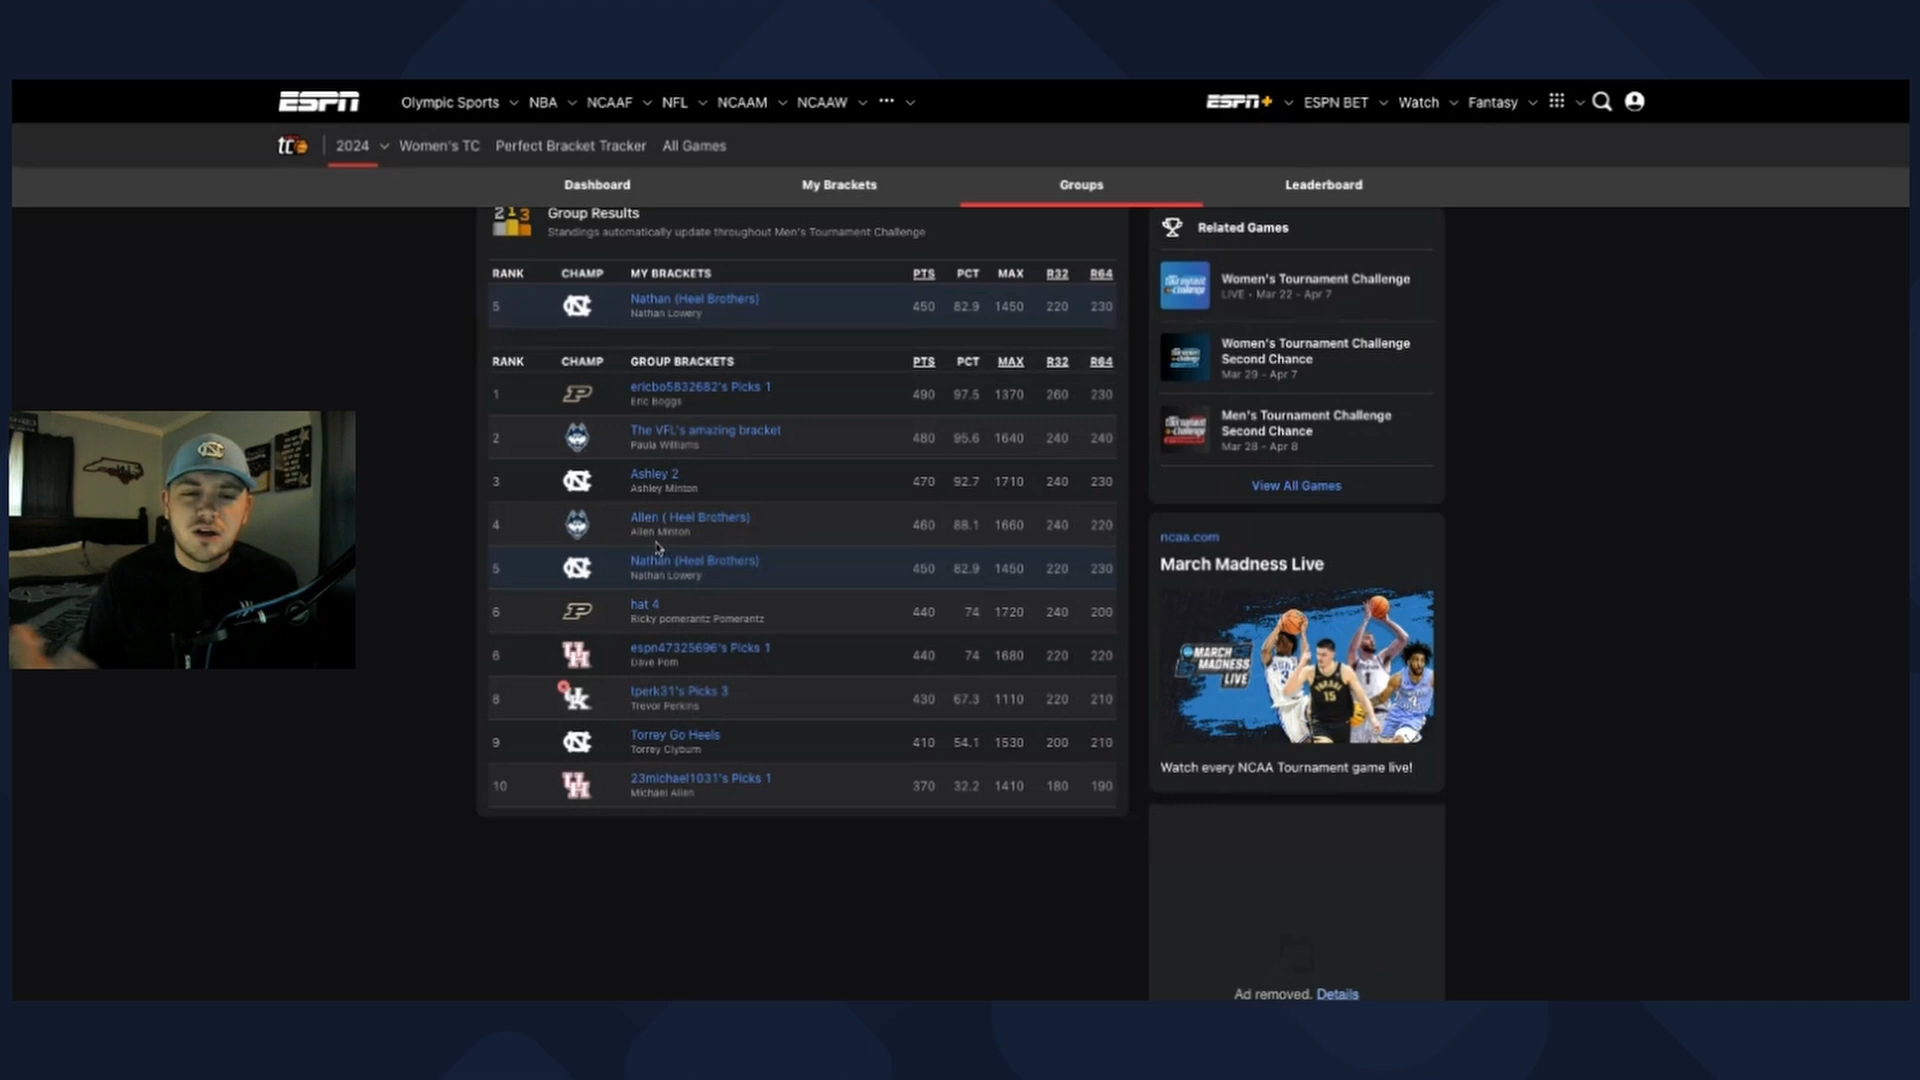 ESPN Olympic Sports NBA NCAAF NFL NCAAM NCAAW ••• ESPN+ ESPN BET Watch Fantasy
tc 2024 Women's TC Perfect Bracket Tracker All Games
Dashboard My Brackets Groups Leaderboard
Group Results
Standings automatically update throughout Men's Tournament Challenge
RANK CHAMP MY BRACKETS PTS PCT MAX R32 R64
5 NC Nathan (Heel Brothers) 450 82.9 1450 220 230
Nathan Lowery
RANK CHAMP GROUP BRACKETS PTS PCT MAX R32 R64
1 P ericbo5832682's Picks 1 490 97.5 1370 260 230
Eric Boggs
2 The VFL's amazing bracket 480 95.6 1640 240 240
Paula Williams
3 NC Ashley 2 470 92.7 1710 240 230
Ashley Minton
4 Allen ( Heel Brothers) 460 88.1 1660 240 220
Allen Minton
5 NC Nathan (Heel Brothers) 450 82.9 1450 220 230
Nathan Lowery
6 P hat 4 440 74 1720 240 200
Ricky pomerantz Pomerantz
6 UH espn47325696's Picks 1 440 74 1680 220 220
Dave Pom
8 UK tperk31's Picks 3 430 67.3 1110 220 210
Trevor Perkins
9 NC Torrey Go Heels 410 54.1 1530 200 210
Torrey Clyburn
10 UH 23michael1031's Picks 1 370 32.2 1410 180 190
Michael Allen
Related Games
Women's Tournament Challenge
LIVE - Mar 22 - Apr 7
Women's Tournament Challenge
Second Chance
Mar 29 - Apr 7
Men's Tournament Challenge
Second Chance
Mar 28 - Apr 8
View All Games
ncaa.com
March Madness Live
MARCH
MADNESS
LIVE
15
Watch every NCAA Tournament game live!
Ad removed. Details